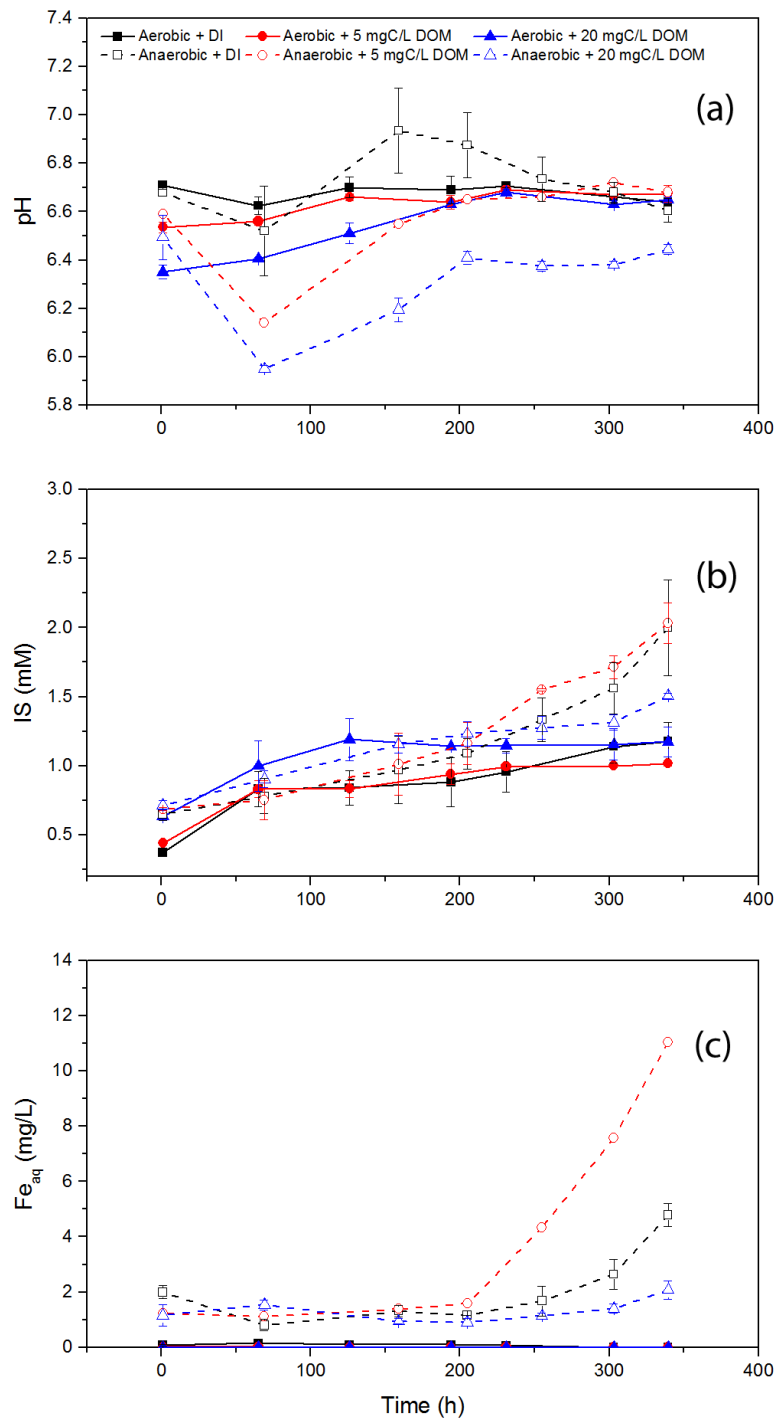 7.4
Aerobic + DI Aerobic + 5 mgC/L DOM Aerobic + 20 mgC/L DOM
Anaerobic + DI Anaerobic + 5 mgC/L DOM Anaerobic + 20 mgC/L DOM
7.2
(a)
7.0
6.8
pH
6.6
6.4
6.2
6.0
5.8
0 100 200 300 400
3.0
2.5
(b)
2.0
IS (mM)
1.5
1.0
0.5
0 100 200 300 400
14
12
(c)
10
8
Feaq (mg/L)
6
4
2
0
0 100 200 300 400
Time (h)